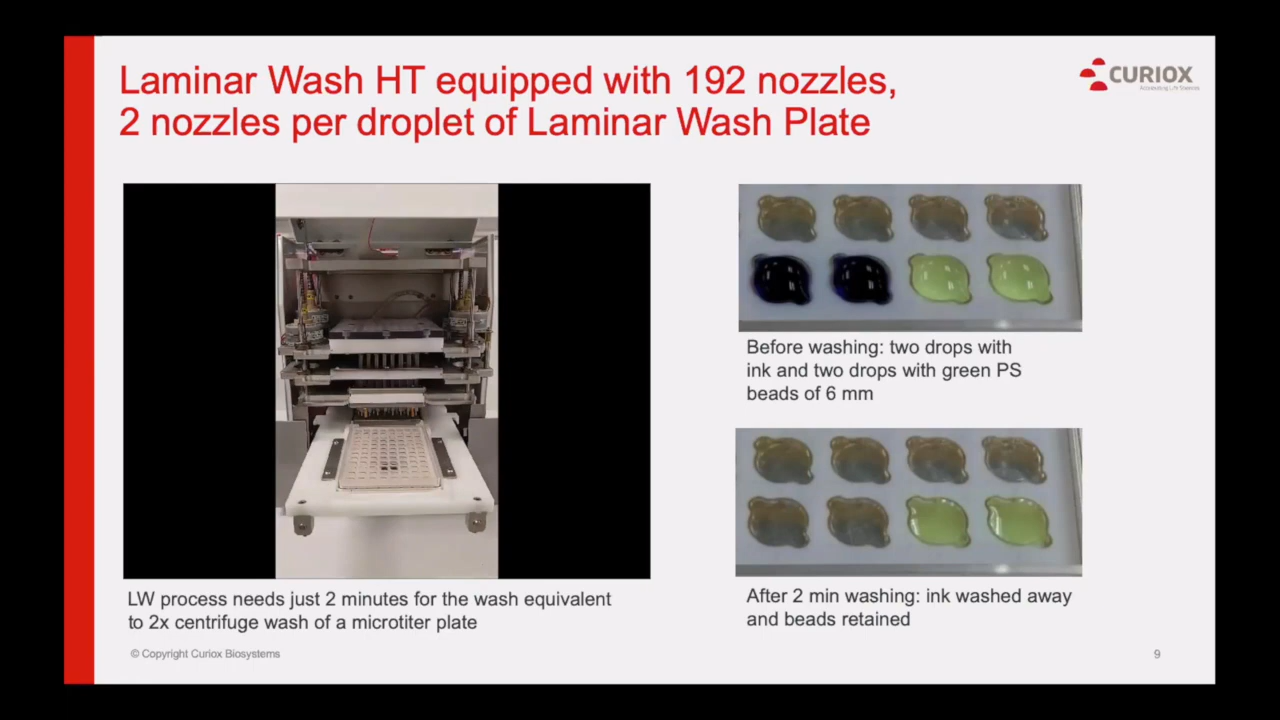 Laminar Wash HT equipped with 192 nozzles,
2 nozzles per droplet of Laminar Wash Plate
CURIOX
Accelerating Life Sciences
Before washing: two drops with
ink and two drops with green PS
beads of 6 mm
After 2 min washing: ink washed away
and beads retained
LW process needs just 2 minutes for the wash equivalent
to 2x centrifuge wash of a microtiter plate
© Copyright Curiox Biosystems
9